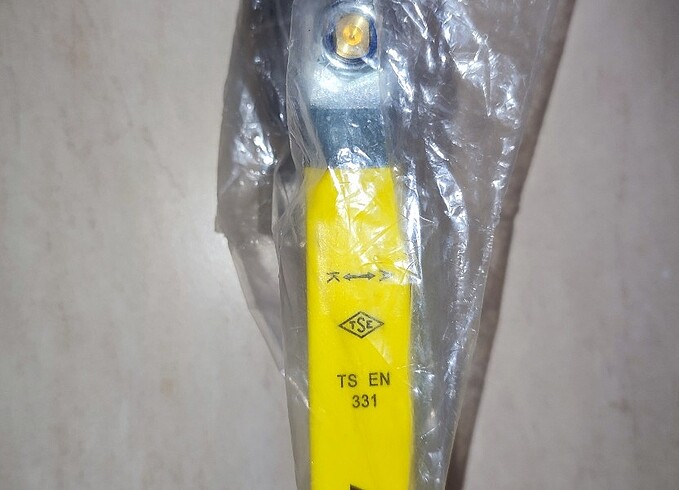 K ↔ A
TSE
TS EN
331